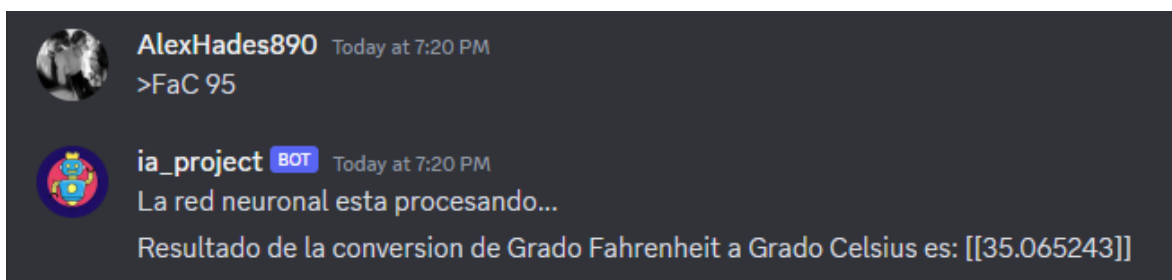 AlexHades890 Today at 7:20 PM
>FaC 95
ia_project BOT Today at 7:20 PM
La red neuronal esta procesando...
Resultado de la conversion de Grado Fahrenheit a Grado Celsius es: [[35.065243]]